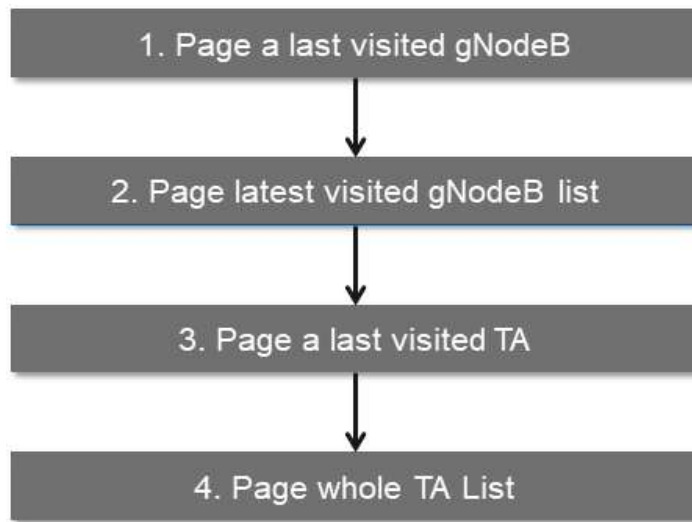 1. Page a last visited gNodeB
2. Page latest visited gNodeB list
3. Page a last visited TA
4. Page whole TA List